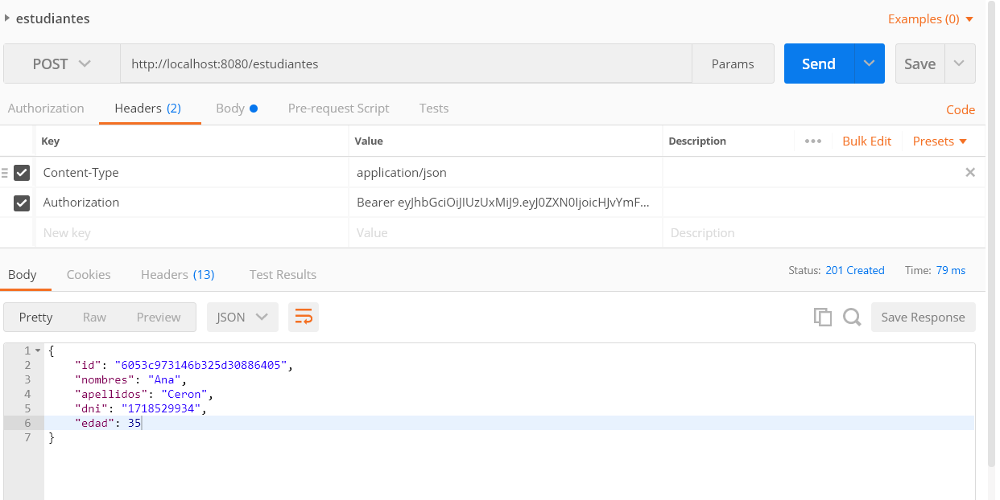 estudiantes Examples (0)
POST http://localhost:8080/estudiantes Params Send Save
Authorization Headers (2) Body Pre-request Script Tests Code
Key Value Description Bulk Edit Presets
Content-Type application/json
Authorization Bearer eyJhbGciOiJIUzUxMiJ9.eyJ0ZXN0IjoicHJvYmF...
New key Value Description
Body Cookies Headers (13) Test Results Status: 201 Created Time: 79 ms
Pretty Raw Preview JSON Save Response
1 {
2 "id": "6053c973146b325d30886405",
3 "nombres": "Ana",
4 "apellidos": "Ceron",
5 "dni": "1718529934",
6 "edad": 35
7 }